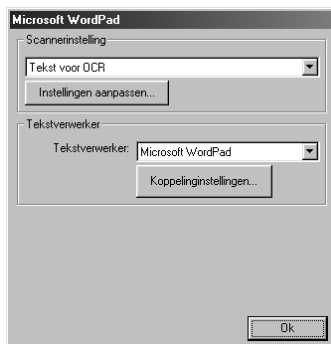 Microsoft WordPad
Scannerinstelling
Tekst voor OCR
Instellingen aanpassen...
Tekstverwerker
Tekstverwerker: Microsoft WordPad
Koppelinginstellingen...
Ok